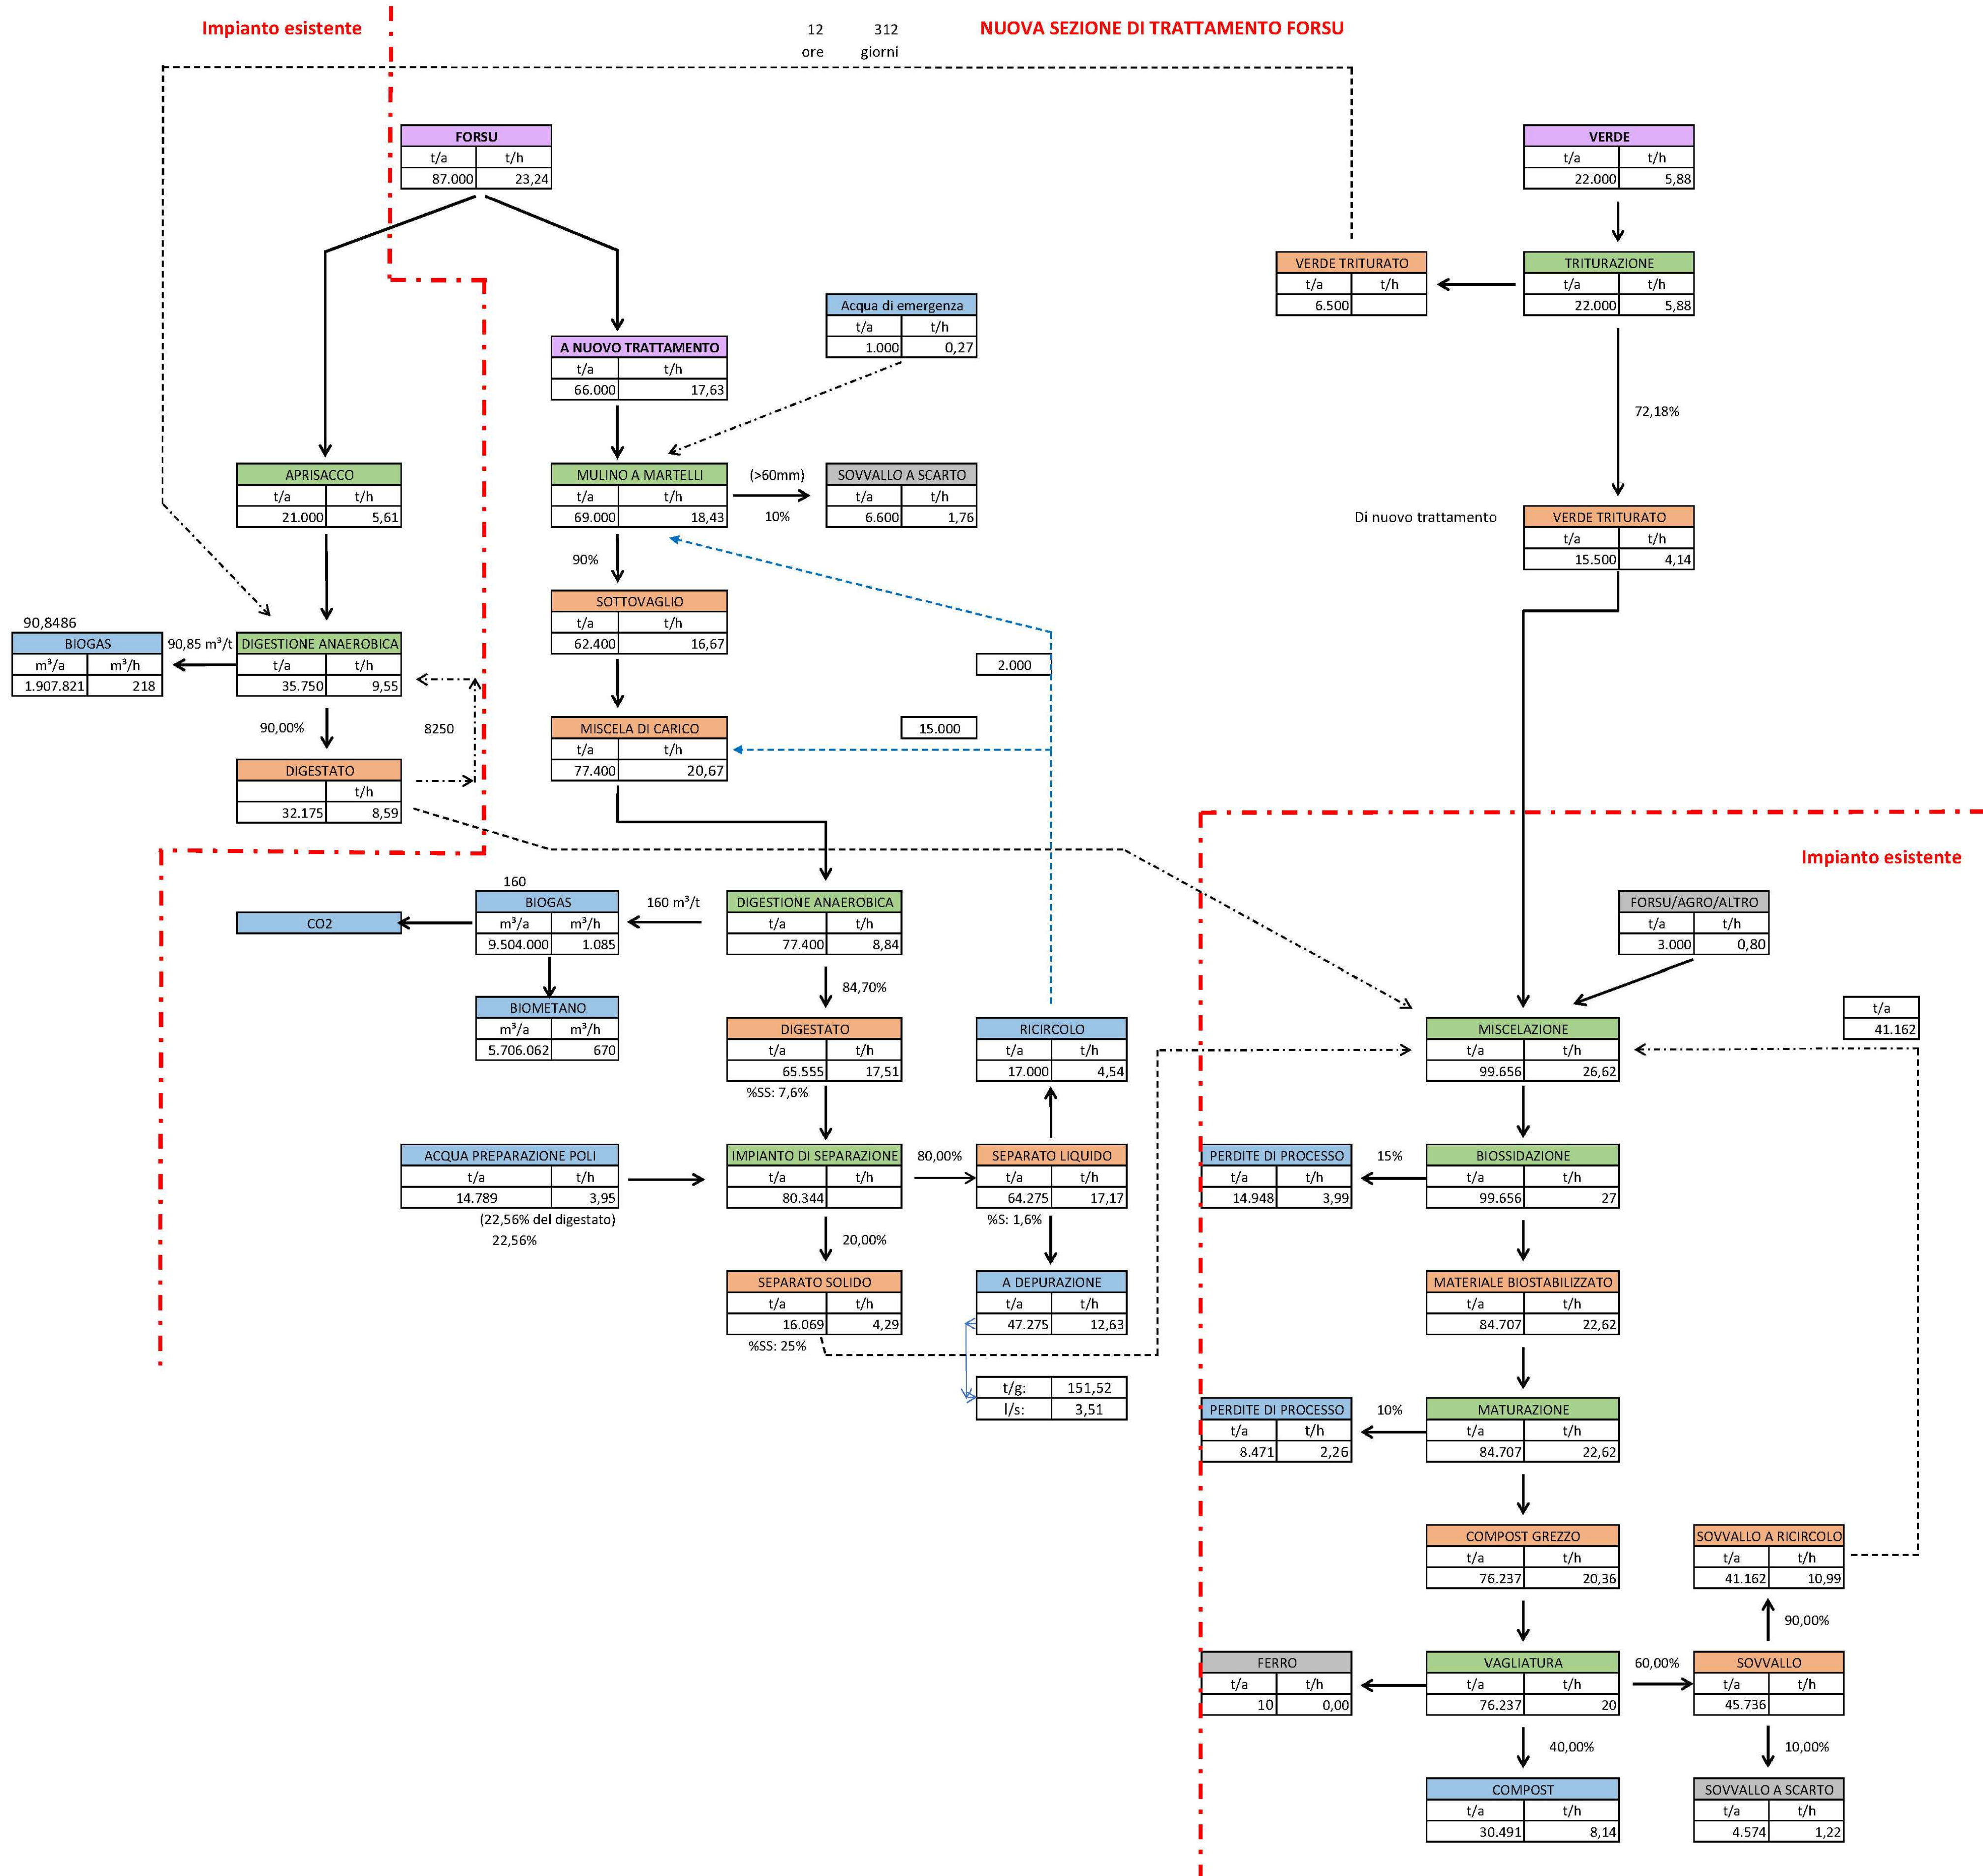 Impianto esistente
12 312
ore giorni
NUOVA SEZIONE DI TRATTAMENTO FORSU
FORSU
t/a t/h
87.000 23,24
VERDE
t/a t/h
22.000 5,88
VERDE TRITURATO
t/a t/h
6.500
TRITURAZIONE
t/a t/h
22.000 5,88
Acqua di emergenza
t/a t/h
1.000 0,27
A NUOVO TRATTAMENTO
t/a t/h
66.000 17,63
72,18%
APRISACCO
t/a t/h
21.000 5,61
MULINO A MARTELLI
t/a t/h
69.000 18,43
(>60mm)
10%
SOVVALLO A SCARTO
t/a t/h
6.600 1,76
Di nuovo trattamento
VERDE TRITURATO
t/a t/h
15.500 4,14
90%
SOTTOVAGLIO
t/a t/h
62.400 16,67
90,8486
BIOGAS
m³/a m³/h
1.907.821 218
90,85 m³/t
DIGESTIONE ANAEROBICA
t/a t/h
35.750 9,55
2.000
90,00%
8250
MISCELA DI CARICO
t/a t/h
77.400 20,67
15.000
DIGESTATO
t/h
32.175 8,59
Impianto esistente
CO2
160
BIOGAS
m³/a m³/h
9.504.000 1.085
160 m³/t
DIGESTIONE ANAEROBICA
t/a t/h
77.400 8,84
FORSU/AGRO/ALTRO
t/a t/h
3.000 0,80
84,70%
BIOMETANO
m³/a m³/h
5.706.062 670
DIGESTATO
t/a t/h
65.555 17,51
%SS: 7,6%
RICIRCOLO
t/a t/h
17.000 4,54
MISCELAZIONE
t/a t/h
99.656 26,62
t/a
41.162
ACQUA PREPARAZIONE POLI
t/a t/h
14.789 3,95
(22,56% del digestato)
22,56%
IMPIANTO DI SEPARAZIONE
t/a t/h
80.344
80,00%
SEPARATO LIQUIDO
t/a t/h
64.275 17,17
%S: 1,6%
PERDITE DI PROCESSO
t/a t/h
14.948 3,99
15%
BIOSSIDAZIONE
t/a t/h
99.656 27
20,00%
SEPARATO SOLIDO
t/a t/h
16.069 4,29
%SS: 25%
A DEPURAZIONE
t/a t/h
47.275 12,63
t/g: 151,52
l/s: 3,51
MATERIALE BIOSTABILIZZATO
t/a t/h
84.707 22,62
PERDITE DI PROCESSO
t/a t/h
8.471 2,26
10%
MATURAZIONE
t/a t/h
84.707 22,62
COMPOST GREZZO
t/a t/h
76.237 20,36
SOVVALLO A RICIRCOLO
t/a t/h
41.162 10,99
90,00%
FERRO
t/a t/h
10 0,00
VAGLIATURA
t/a t/h
76.237 20
60,00%
SOVVALLO
t/a t/h
45.736
40,00%
10,00%
COMPOST
t/a t/h
30.491 8,14
SOVVALLO A SCARTO
t/a t/h
4.574 1,22